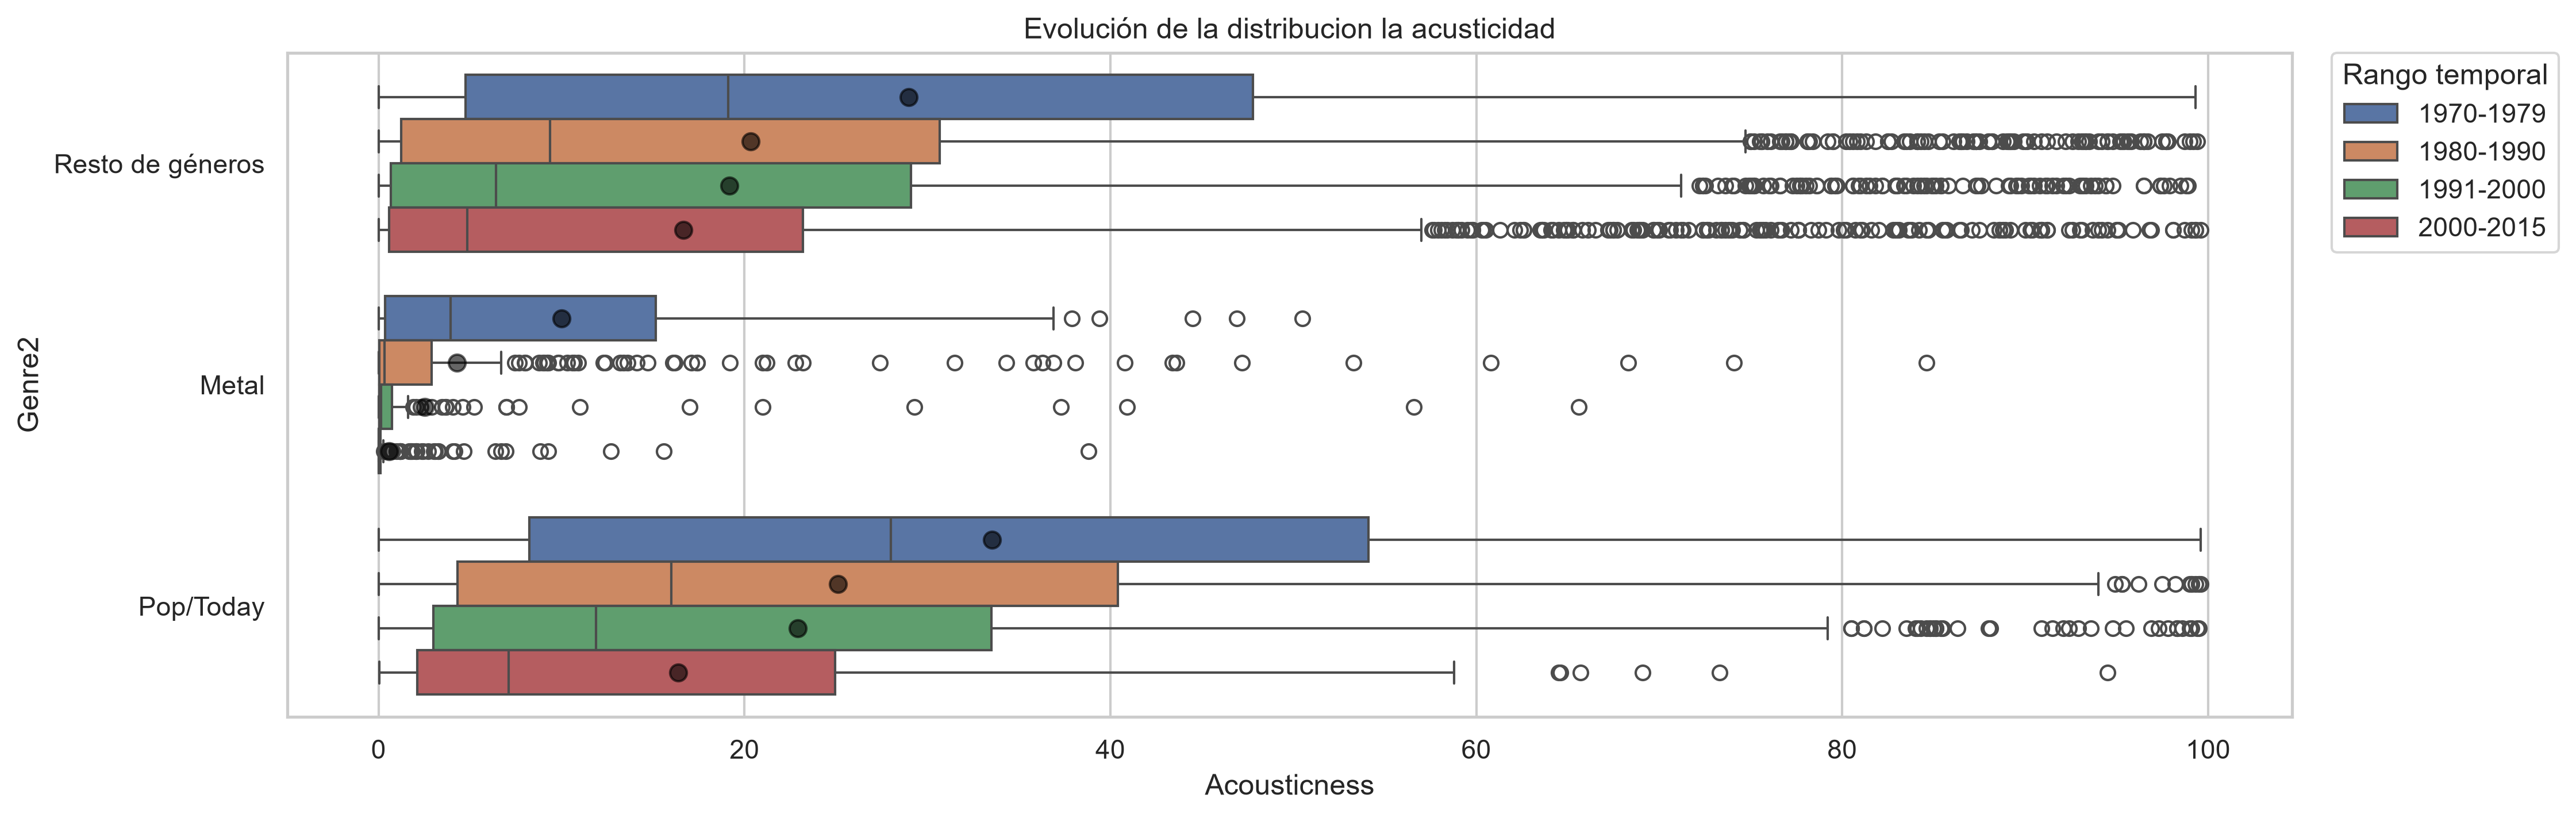 Evolución de la distribucion la acusticidad
Rango temporal
1970-1979
1980-1990
1991-2000
2000-2015
Genre2
Resto de géneros
Metal
Pop/Today
0 20 40 60 80 100
Acousticness